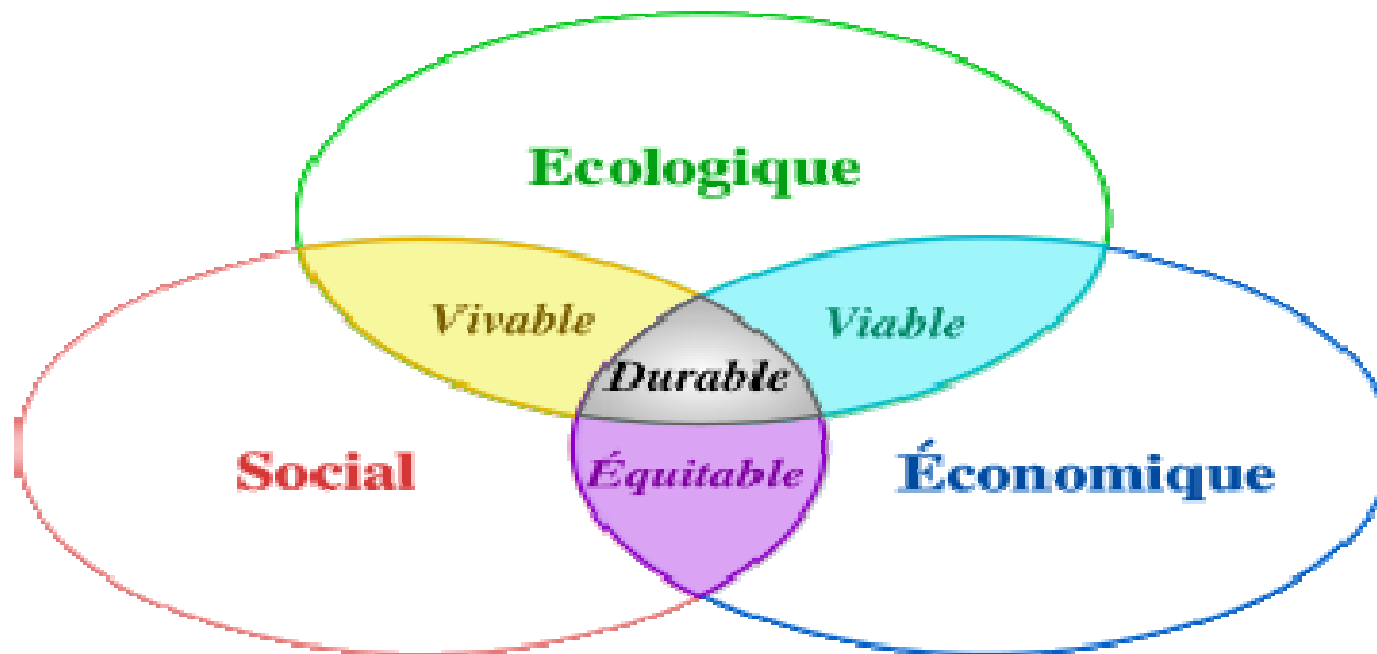 Ecologique
Vivable
Viable
Durable
Social
Équitable
Économique